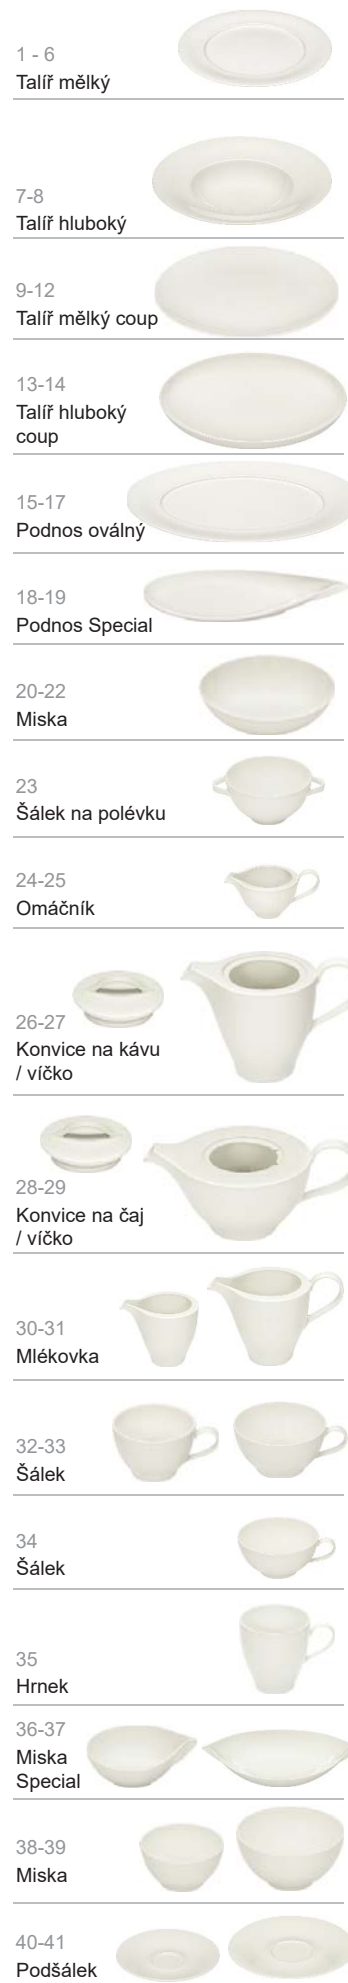 1 - 6
Talíř mělký
7-8
Talíř hluboký
9-12
Talíř mělký coup
13-14
Talíř hluboký
coup
15-17
Podnos oválný
18-19
Podnos Special
20-22
Miska
23
Šálek na polévku
24-25
Omáčník
26-27
Konvice na kávu
/ víčko
28-29
Konvice na čaj
/ víčko
30-31
Mlékovka
32-33
Šálek
34
Šálek
35
Hrnek
36-37
Miska
Special
38-39
Miska
40-41
Podšálek